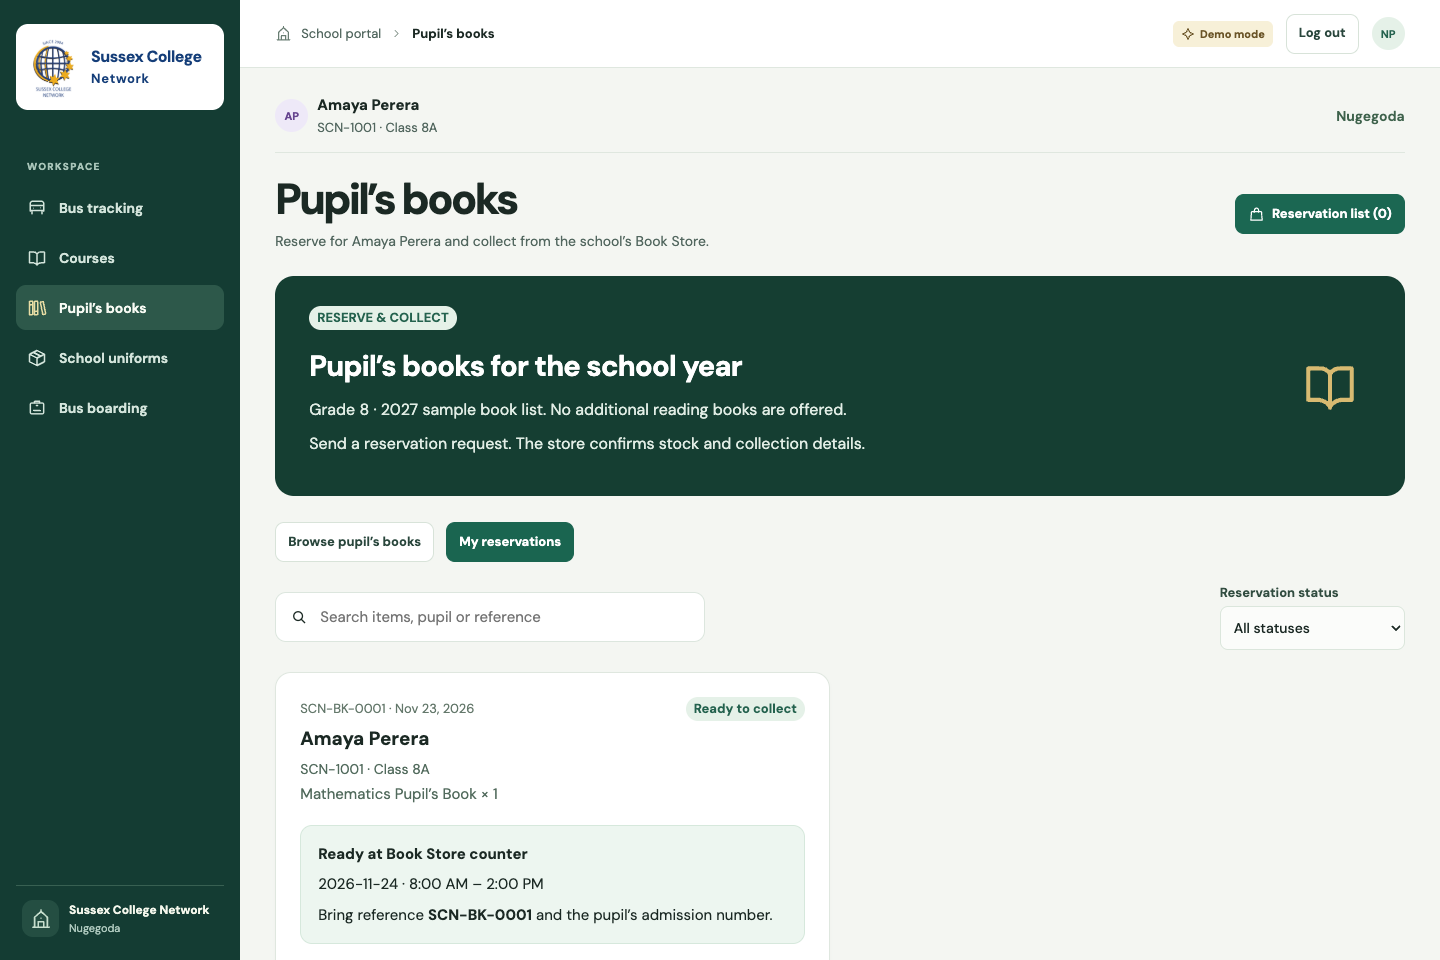 SINCE 1984
SUSSEX COLLEGE
NETWORK
Sussex College
Network
WORKSPACE
Bus tracking
Courses
Pupil's books
School uniforms
Bus boarding
Sussex College Network
Nugegoda
School portal
Pupil's books
Demo mode
Log out
NP
AP
Amaya Perera
SCN-1001 · Class 8A
Nugegoda
Pupil's books
Reserve for Amaya Perera and collect from the school's Book Store.
Reservation list (0)
RESERVE & COLLECT
Pupil's books for the school year
Grade 8 · 2027 sample book list. No additional reading books are offered.
Send a reservation request. The store confirms stock and collection details.
Browse pupil's books
My reservations
Search items, pupil or reference
Reservation status
All statuses
SCN-BK-0001 · Nov 23, 2026
Ready to collect
Amaya Perera
SCN-1001 · Class 8A
Mathematics Pupil's Book × 1
Ready at Book Store counter
2026-11-24 · 8:00 AM – 2:00 PM
Bring reference SCN-BK-0001 and the pupil's admission number.